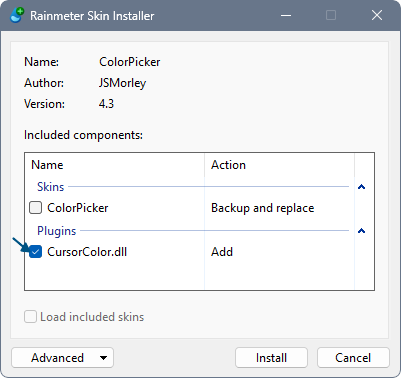 Rainmeter Skin Installer
Name: ColorPicker
Author: JSMorley
Version: 4.3
Included components:
Name Action
Skins
ColorPicker Backup and replace
Plugins
CursorColor.dll Add
Load included skins
Advanced Install Cancel